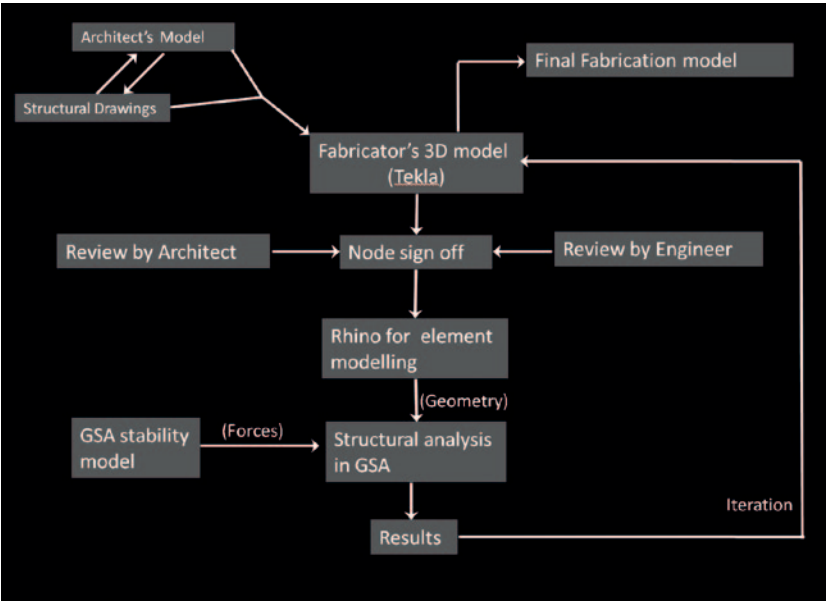 Architect's Model
Final Fabrication model
Structural Drawings
Fabricator's 3D model
(Tekla)
Review by Architect
Node sign off
Review by Engineer
Rhino for element
modelling
(Geometry)
GSA stability
model
(Forces)
Structural analysis
in GSA
Iteration
Results